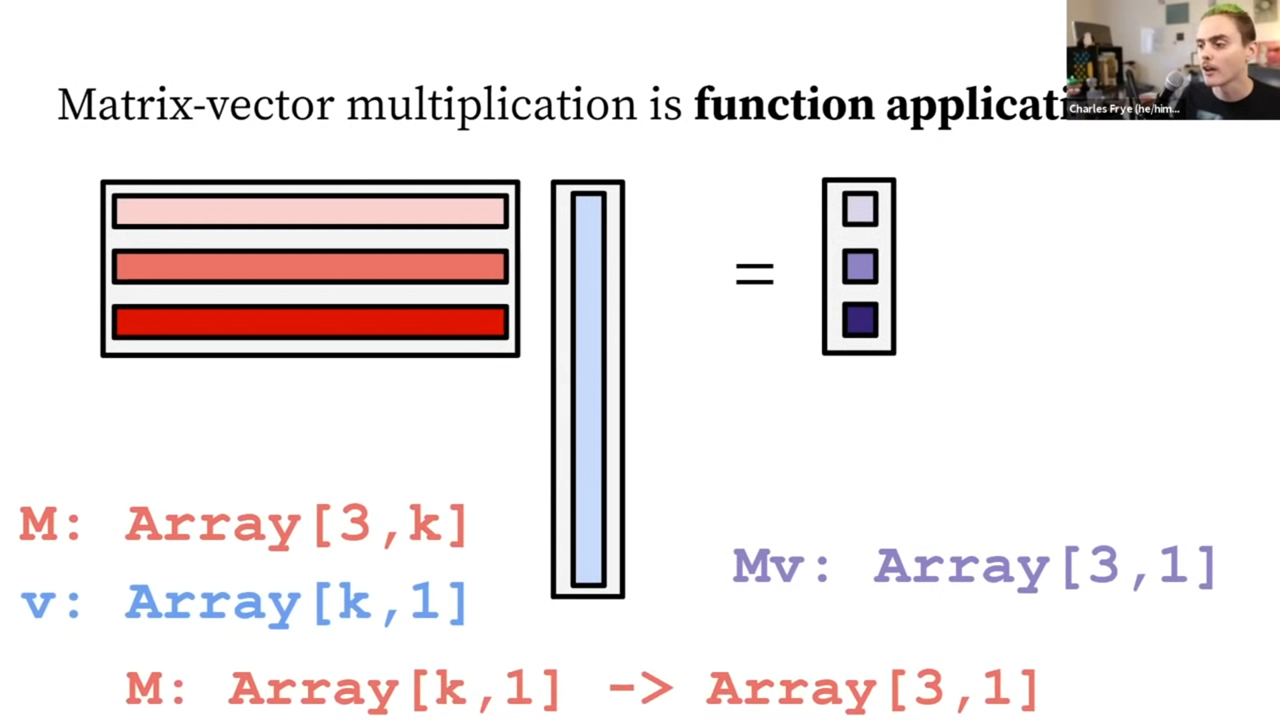 Matrix-vector multiplication is function applicati
Charles Frye (he/him...
=
M: Array[3,k]
v: Array[k,1]
Mv: Array[3,1]
M: Array[k,1] -> Array[3,1]